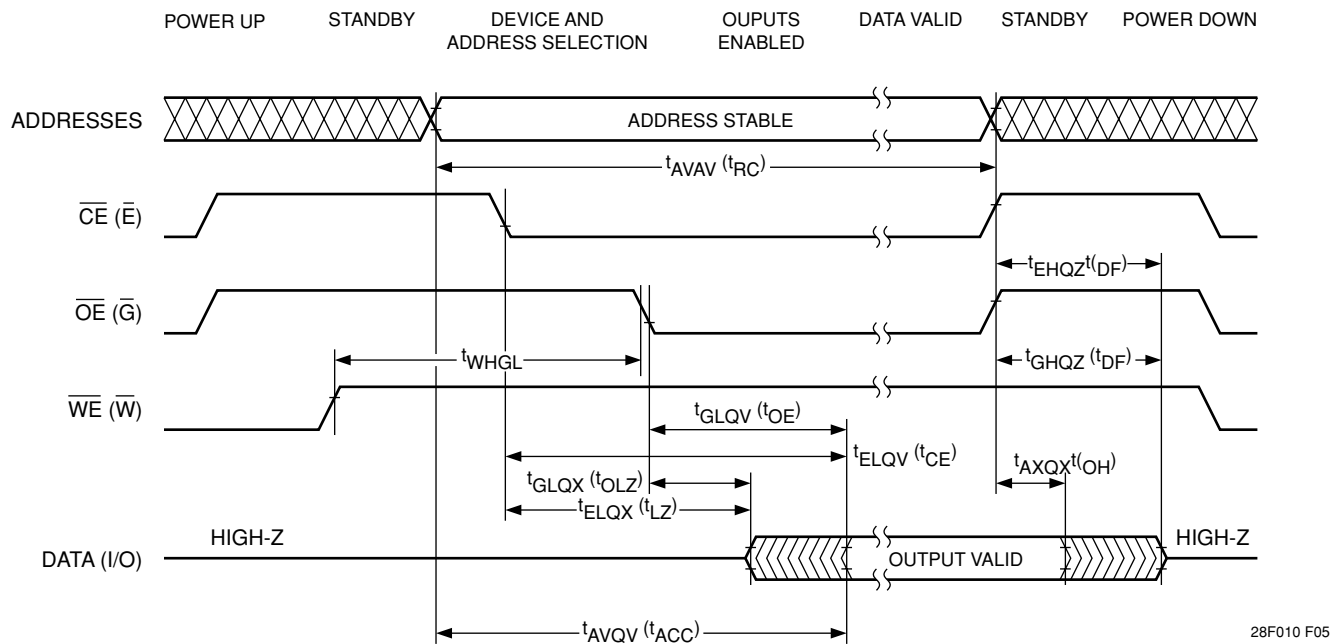 POWER UP
STANDBY
DEVICE AND
ADDRESS SELECTION
OUPUTS
ENABLED
DATA VALID
STANDBY
POWER DOWN
ADDRESSES
ADDRESS STABLE
tAVAV (tRC)
CE (E)
tEHQZt(DF)
OE (G)
tWHGL
tGHQZ (tDF)
WE (W)
tGLQV (tOE)
tELQV (tCE)
tGLQX (tOLZ)
tAXQXt(OH)
tELQX (tLZ)
HIGH-Z
HIGH-Z
DATA (I/O)
OUTPUT VALID
tAVQV (tACC)
28F010 F05